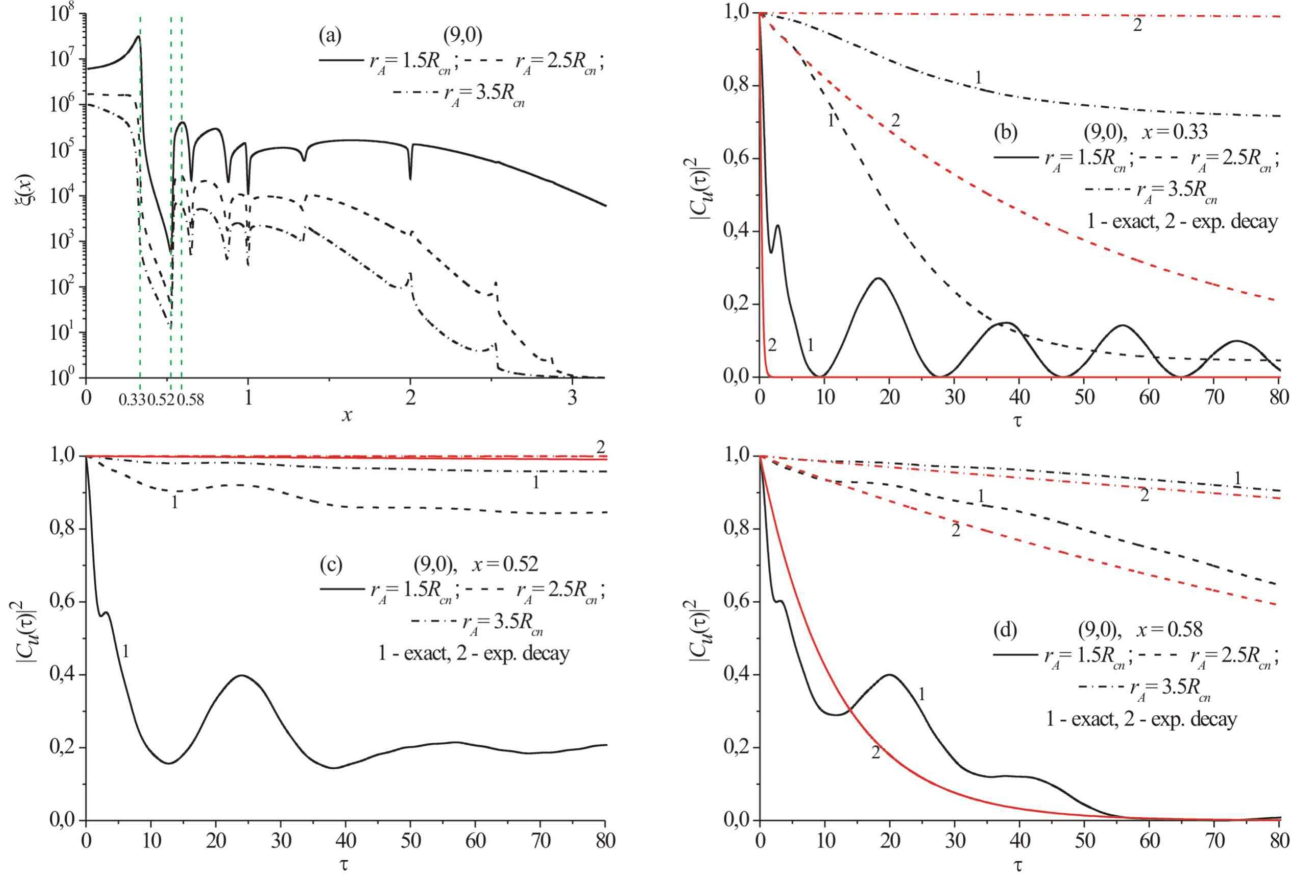 (a) (9,0)
r_A = 1.5R_cn; r_A = 2.5R_cn;
r_A = 3.5R_cn
10^8
10^7
10^6
10^5
10^4
10^3
10^2
10^1
10^0
ξ(x)
0 0.33 0.52 0.58 1 2 3
x
1,0
0,8
0,6
0,4
0,2
0,0
|C_u(τ)|^2
2
1
2
1
(b) (9,0), x = 0.33
r_A = 1.5R_cn; r_A = 2.5R_cn;
r_A = 3.5R_cn
1 - exact, 2 - exp. decay
2
1
0 10 20 30 40 50 60 70 80
τ
1,0
0,8
0,6
0,4
0,2
0,0
|C_u(τ)|^2
2
1
1
(c) (9,0), x = 0.52
r_A = 1.5R_cn; r_A = 2.5R_cn;
r_A = 3.5R_cn
1 - exact, 2 - exp. decay
1
0 10 20 30 40 50 60 70 80
τ
1,0
0,8
0,6
0,4
0,2
0,0
|C_u(τ)|^2
1
2
1
2
(d) (9,0), x = 0.58
r_A = 1.5R_cn; r_A = 2.5R_cn;
r_A = 3.5R_cn
1 - exact, 2 - exp. decay
1
2
0 10 20 30 40 50 60 70 80
τ